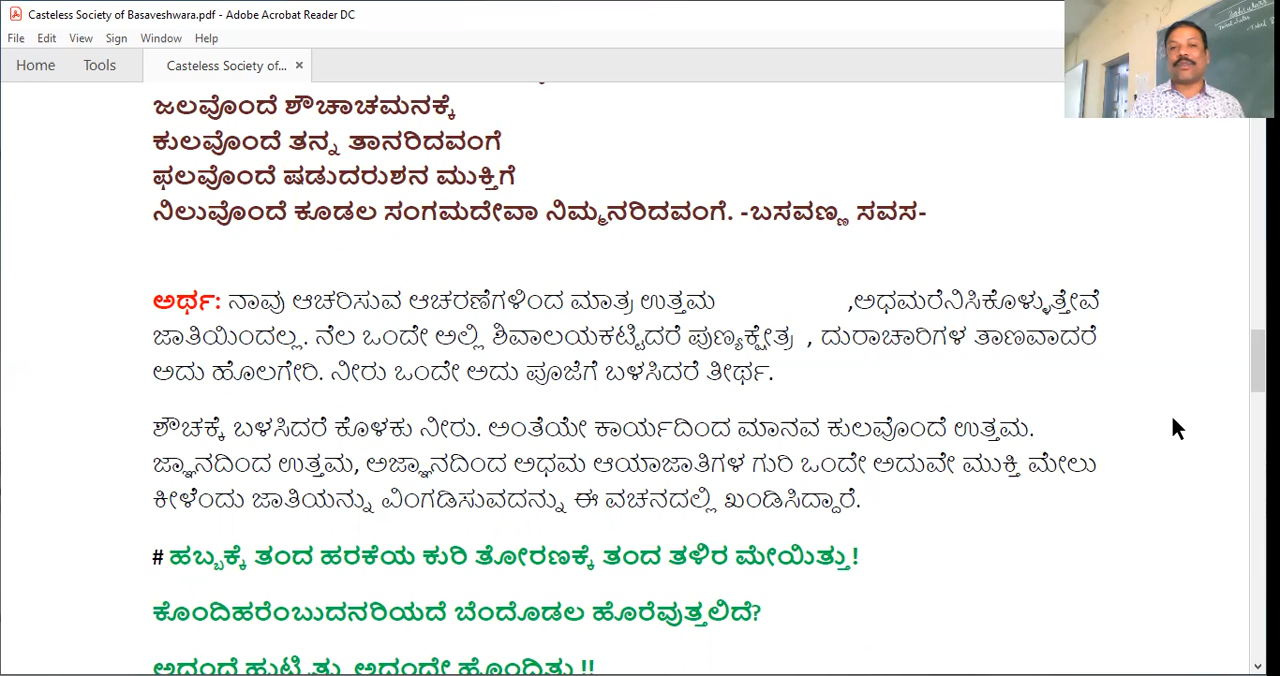 Casteless Society of Basaveshwara.pdf - Adobe Acrobat Reader DC
File Edit View Sign Window Help
Home Tools Casteless Society of... ×
ಜಲವೊಂದೆ ಶೌಚಾಚಮನಕ್ಕೆ
ಕುಲವೊಂದೆ ತನ್ನ ತಾನರಿದವಂಗೆ
ಫಲವೊಂದೆ ಷಡುದರುಶನ ಮುಕ್ತಿಗೆ
ನಿಲುವೊಂದೆ ಕೂಡಲ ಸಂಗಮದೇವಾ ನಿಮ್ಮನರಿದವಂಗೆ. -ಬಸವಣ್ಣ ಸವಸ-
ಅರ್ಥ: ನಾವು ಆಚರಿಸುವ ಆಚರಣೆಗಳಿಂದ ಮಾತ್ರ ಉತ್ತಮ ,ಅಧಮರೆನಿಸಿಕೊಳ್ಳುತ್ತೇವೆ
ಜಾತಿಯಿಂದಲ್ಲ. ನೆಲ ಒಂದೇ ಅಲ್ಲಿ ಶಿವಾಲಯಕಟ್ಟಿದರೆ ಪುಣ್ಯಕ್ಷೇತ್ರ , ದುರಾಚಾರಿಗಳ ತಾಣವಾದರೆ
ಅದು ಹೊಲಗೇರಿ. ನೀರು ಒಂದೇ ಅದು ಪೂಜೆಗೆ ಬಳಸಿದರೆ ತೀರ್ಥ.
ಶೌಚಕ್ಕೆ ಬಳಸಿದರೆ ಕೊಳಕು ನೀರು. ಅಂತೆಯೇ ಕಾರ್ಯದಿಂದ ಮಾನವ ಕುಲವೊಂದೆ ಉತ್ತಮ.
ಜ್ಞಾನದಿಂದ ಉತ್ತಮ, ಅಜ್ಞಾನದಿಂದ ಅಧಮ ಆಯಾಜಾತಿಗಳ ಗುರಿ ಒಂದೇ ಅದುವೇ ಮುಕ್ತಿ ಮೇಲು
ಕೀಳೆಂದು ಜಾತಿಯನ್ನು ವಿಂಗಡಿಸುವದನ್ನು ಈ ವಚನದಲ್ಲಿ ಖಂಡಿಸಿದ್ದಾರೆ.
# ಹಬ್ಬಕ್ಕೆ ತಂದ ಹರಕೆಯ ಕುರಿ ತೋರಣಕ್ಕೆ ತಂದ ತಳಿರ ಮೇಯಿತ್ತು!
ಕೊಂದಿಹರೆಂಬುದನರಿಯದೆ ಬೆಂದೊಡಲ ಹೊರೆವುತ್ತಲಿದೆ?
ಅದಂದೆ ಹುಟ್ಟಿತ್ತು ಅದಂದೇ ಹೊಂದಿತ್ತು!!